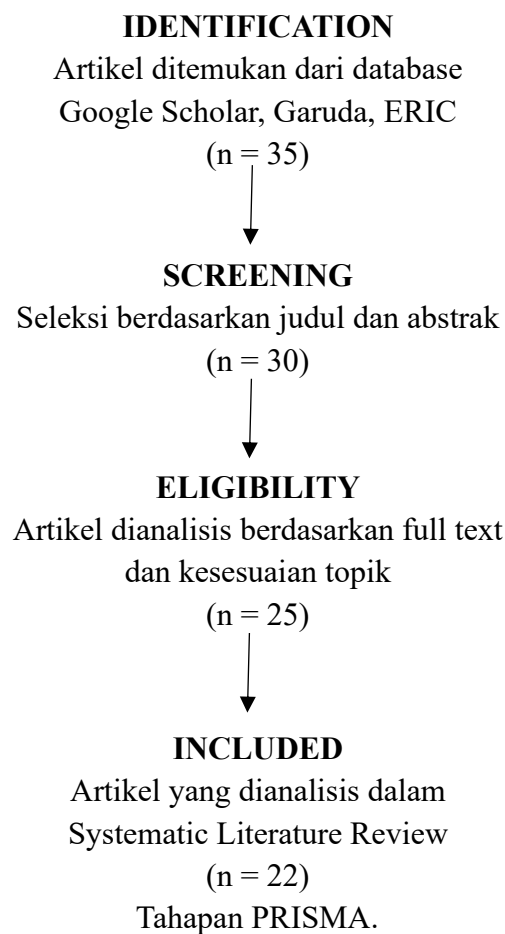 IDENTIFICATION
Artikel ditemukan dari database
Google Scholar, Garuda, ERIC
(n = 35)
SCREENING
Seleksi berdasarkan judul dan abstrak
(n = 30)
ELIGIBILITY
Artikel dianalisis berdasarkan full text
dan kesesuaian topik
(n = 25)
INCLUDED
Artikel yang dianalisis dalam
Systematic Literature Review
(n = 22)
Tahapan PRISMA.